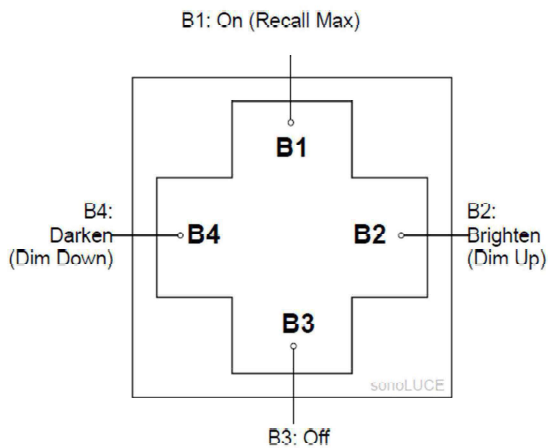 B1: On (Recall Max)
B1
B4:
Darken
(Dim Down)
B4
B2
B2:
Brighten
(Dim Up)
B3
sonoLUCE
B3: Off